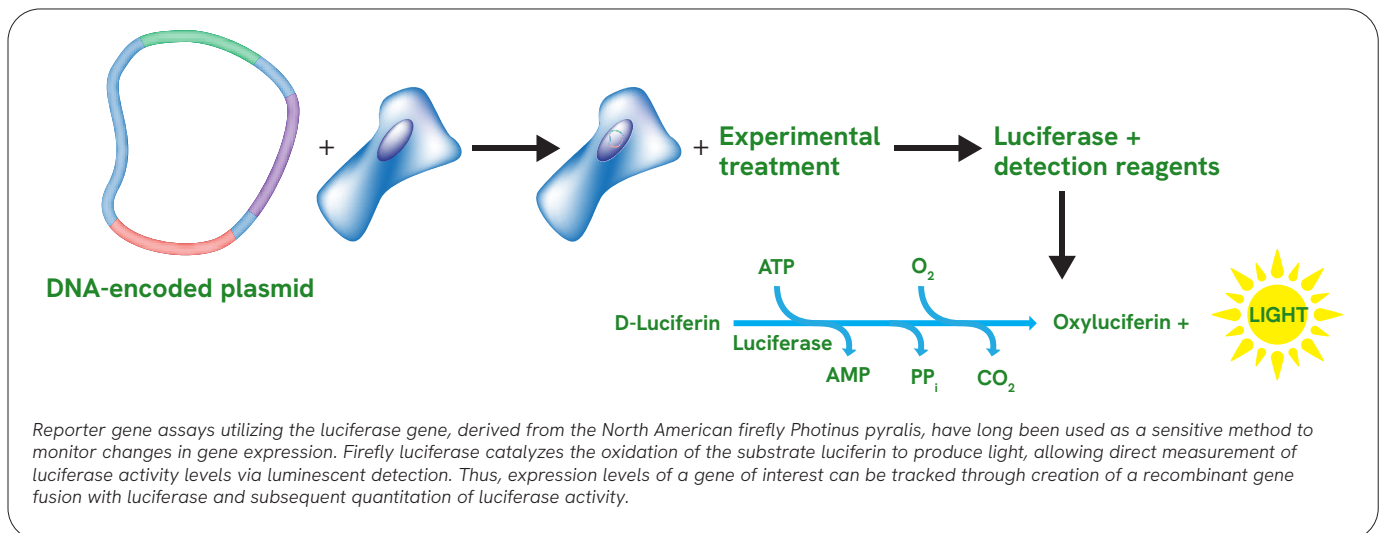 +
+
Experimental
treatment
Luciferase +
detection reagents
DNA-encoded plasmid
ATP
O2
D-Luciferin
Luciferase
Oxyluciferin +
LIGHT
AMP
PPi
CO2
Reporter gene assays utilizing the luciferase gene, derived from the North American firefly Photinus pyralis, have long been used as a sensitive method to
monitor changes in gene expression. Firefly luciferase catalyzes the oxidation of the substrate luciferin to produce light, allowing direct measurement of
luciferase activity levels via luminescent detection. Thus, expression levels of a gene of interest can be tracked through creation of a recombinant gene
fusion with luciferase and subsequent quantitation of luciferase activity.